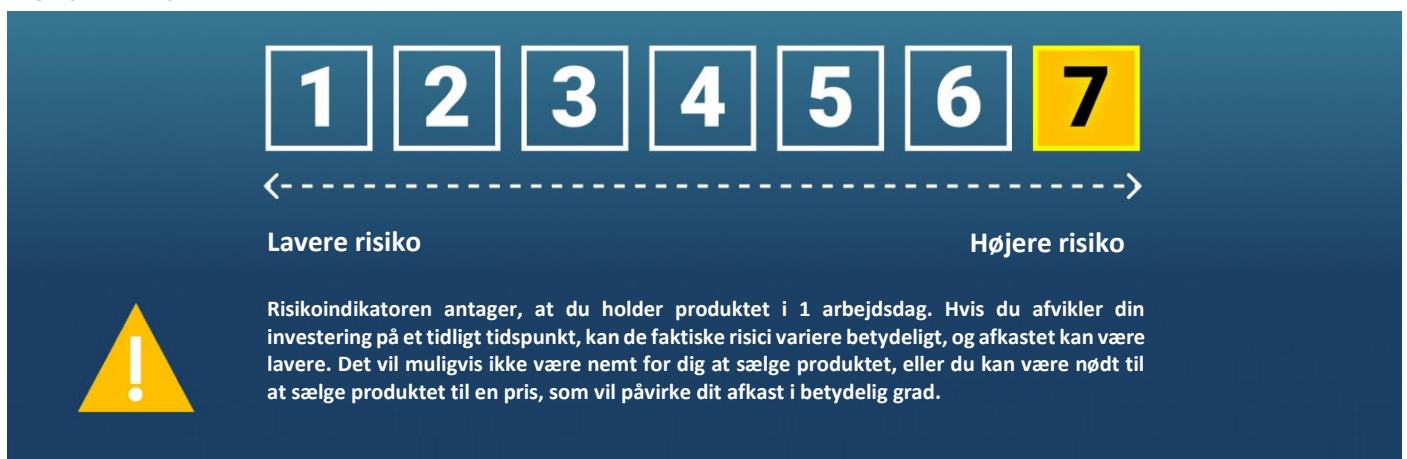 1 2 3 4 5 6 7
Lavere risiko Højere risiko
Risikoindikatoren antager, at du holder produktet i 1 arbejdsdag. Hvis du afvikler din
investering på et tidligt tidspunkt, kan de faktiske risici variere betydeligt, og afkastet kan være
lavere. Det vil muligvis ikke være nemt for dig at sælge produktet, eller du kan være nødt til
at sælge produktet til en pris, som vil påvirke dit afkast i betydelig grad.